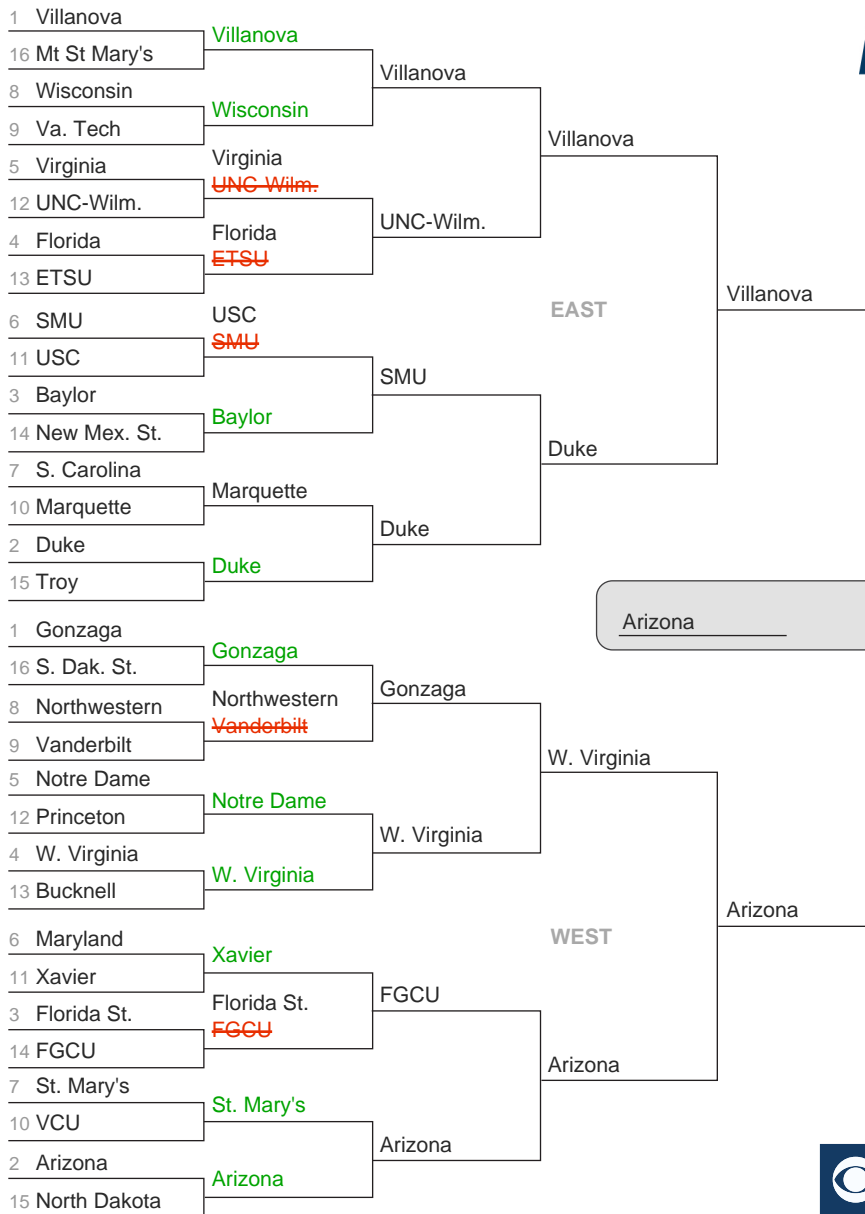 1 Villanova
16 Mt St Mary's
8 Wisconsin
9 Va. Tech
5 Virginia
12 UNC-Wilm.
4 Florida
13 ETSU
6 SMU
11 USC
3 Baylor
14 New Mex. St.
7 S. Carolina
10 Marquette
2 Duke
15 Troy
Villanova
Wisconsin
Virginia
UNC-Wilm.
Florida
ETSU
USC
SMU
Baylor
Marquette
Duke
Villanova
UNC-Wilm.
SMU
Duke
Villanova
Duke
EAST
Villanova
Arizona
1 Gonzaga
16 S. Dak. St.
8 Northwestern
9 Vanderbilt
5 Notre Dame
12 Princeton
4 W. Virginia
13 Bucknell
6 Maryland
11 Xavier
3 Florida St.
14 FGCU
7 St. Mary's
10 VCU
2 Arizona
15 North Dakota
Gonzaga
Northwestern
Vanderbilt
Notre Dame
W. Virginia
Xavier
Florida St.
FGCU
St. Mary's
Arizona
Gonzaga
W. Virginia
FGCU
Arizona
W. Virginia
Arizona
WEST
Arizona